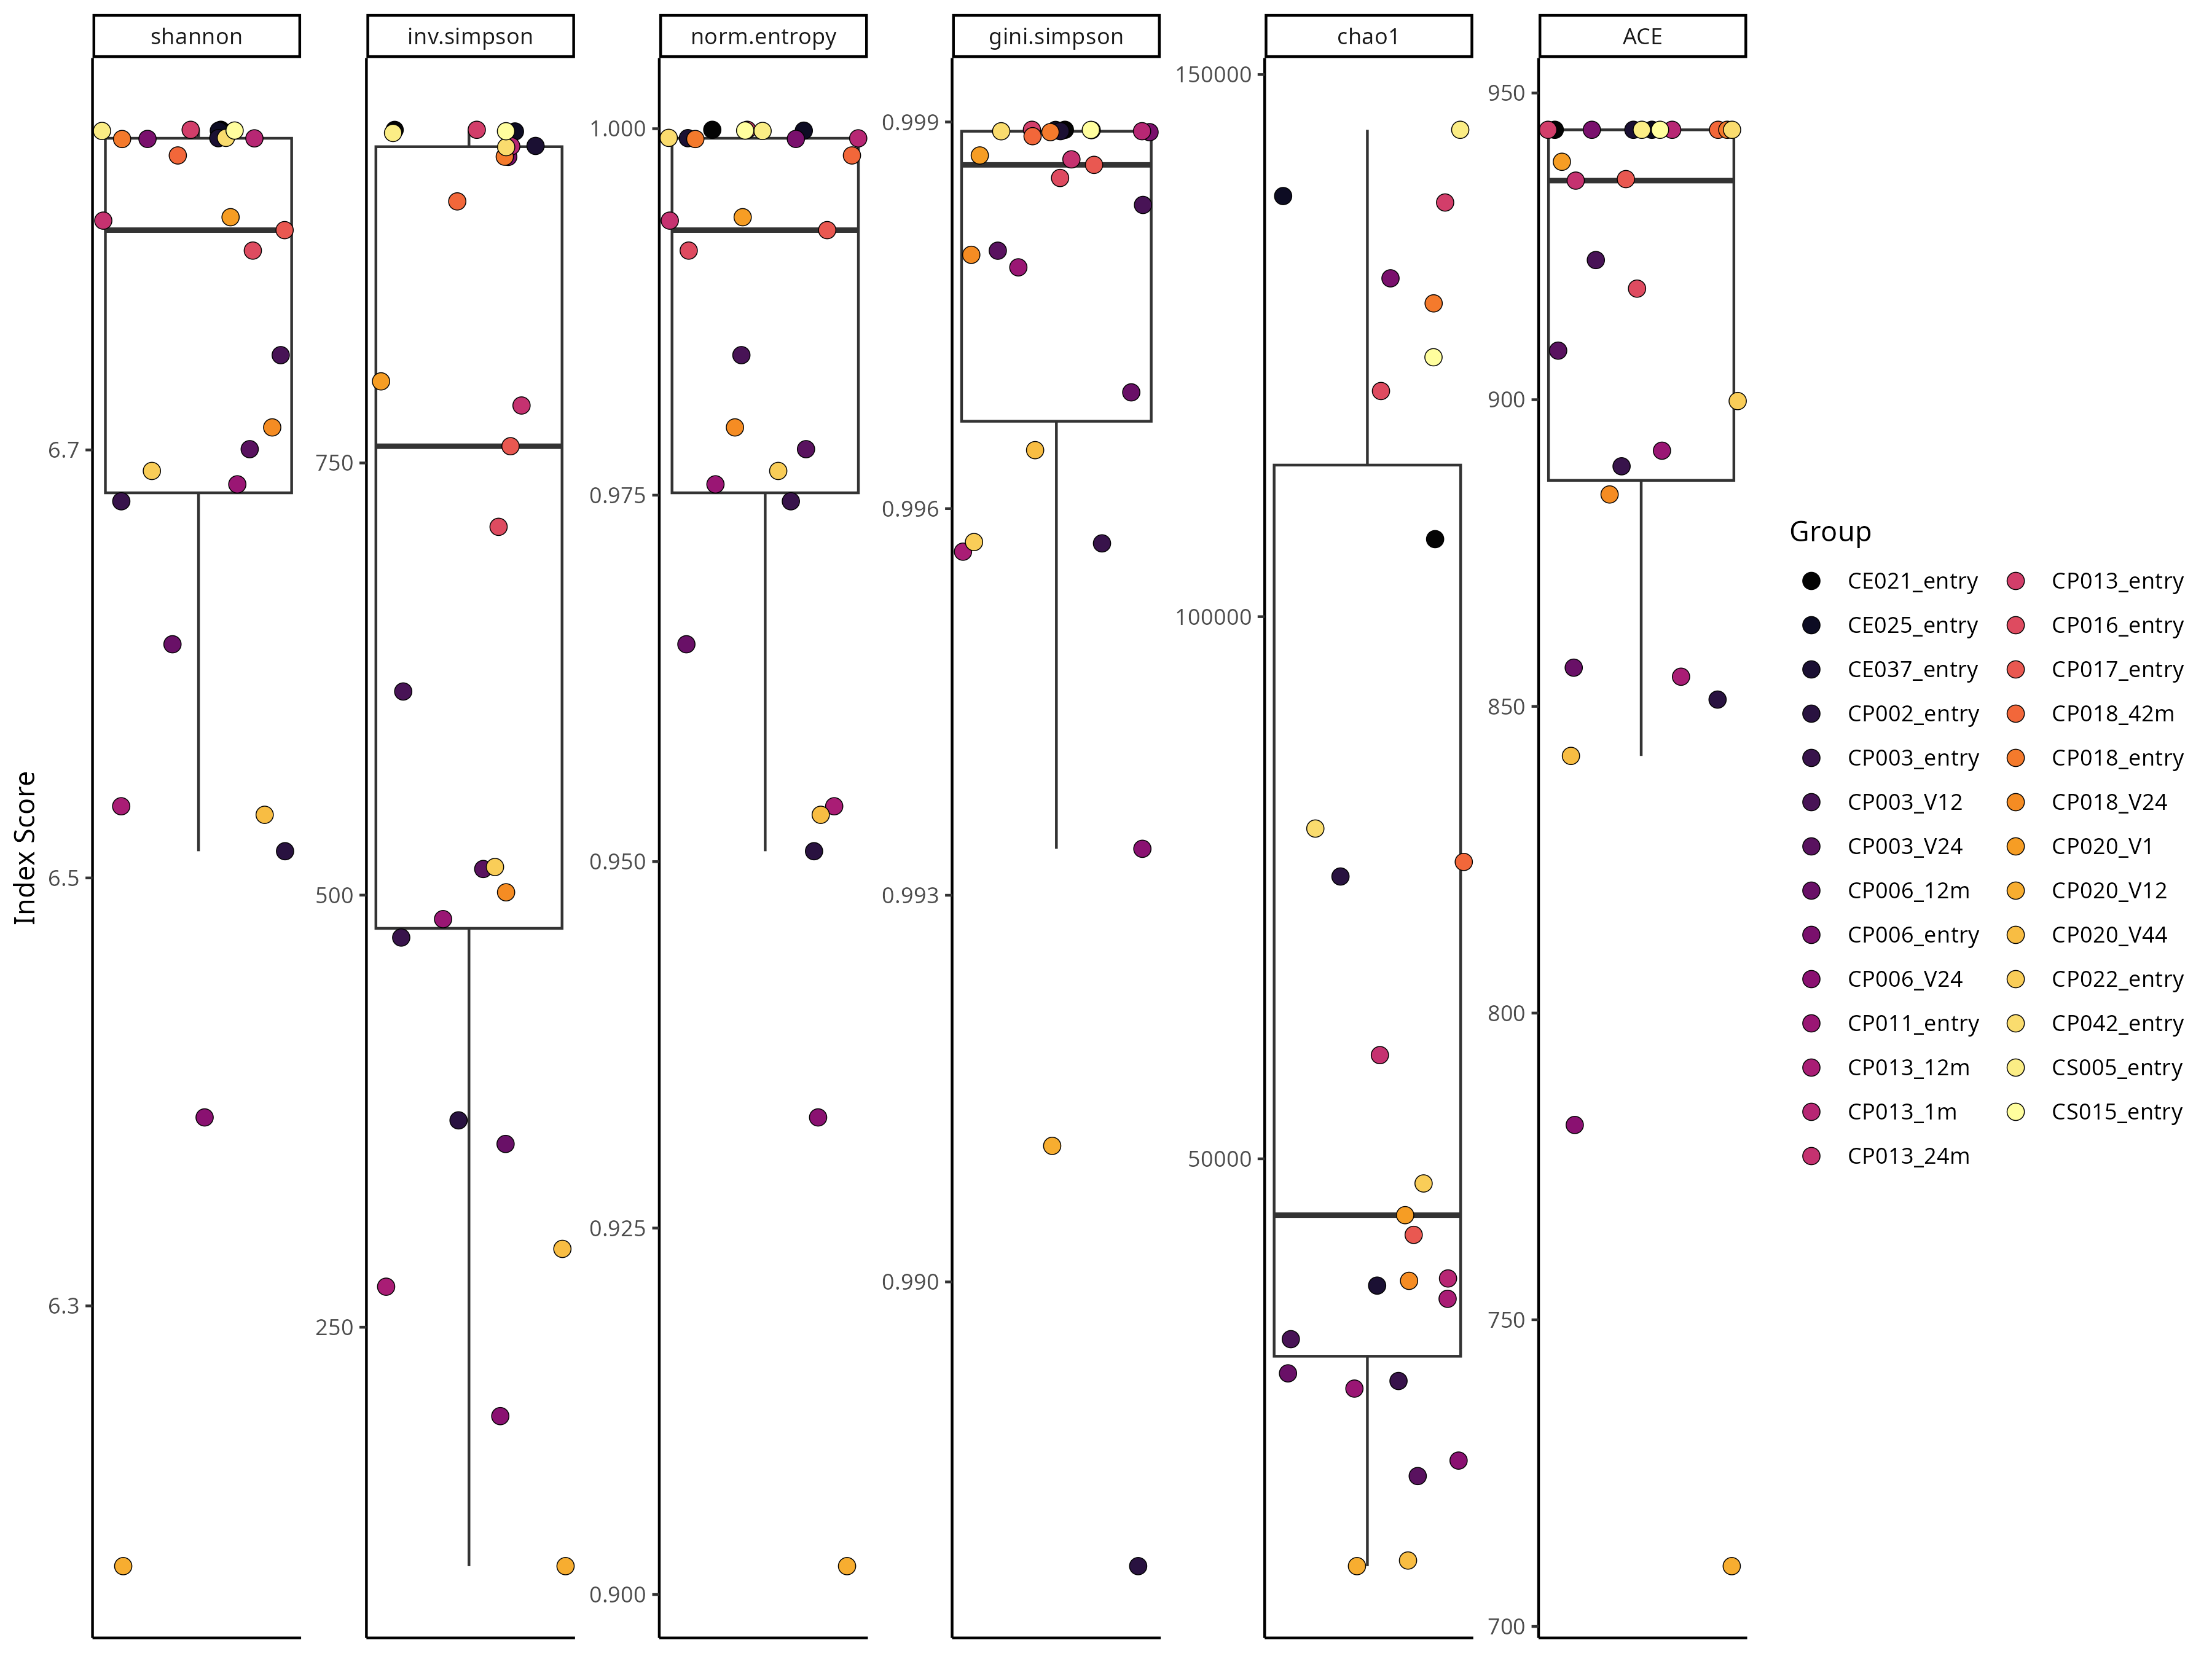 shannon
inv.simpson
norm.entropy
gini.simpson
chao1
ACE
Index Score
6.7
6.5
6.3
750
500
250
1.000
0.975
0.950
0.925
0.900
0.999
0.996
0.993
0.990
150000
100000
50000
950
900
850
800
750
700
Group
CE021_entry
CE025_entry
CE037_entry
CP002_entry
CP003_entry
CP003_V12
CP003_V24
CP006_12m
CP006_entry
CP006_V24
CP011_entry
CP013_12m
CP013_1m
CP013_24m
CP013_entry
CP016_entry
CP017_entry
CP018_42m
CP018_entry
CP018_V24
CP020_V1
CP020_V12
CP020_V44
CP022_entry
CP042_entry
CS005_entry
CS015_entry